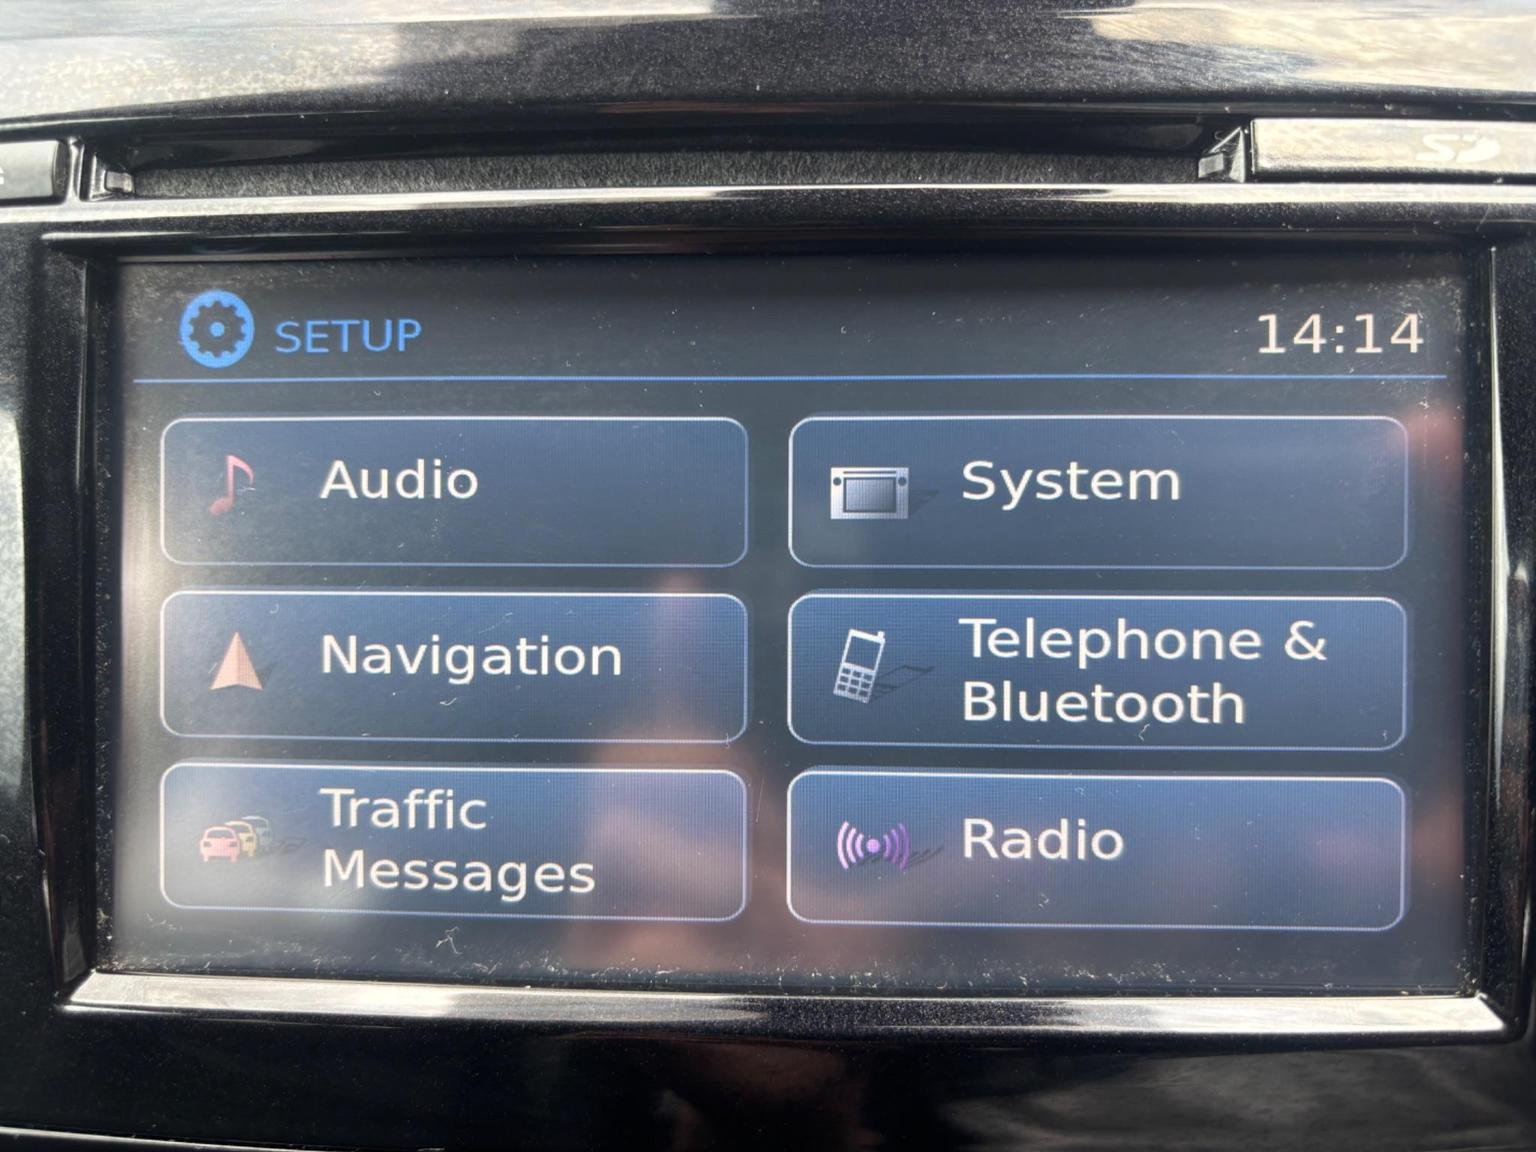 SD
SETUP
14:14
Audio
System
Navigation
Telephone &
Bluetooth
Traffic
Messages
Radio